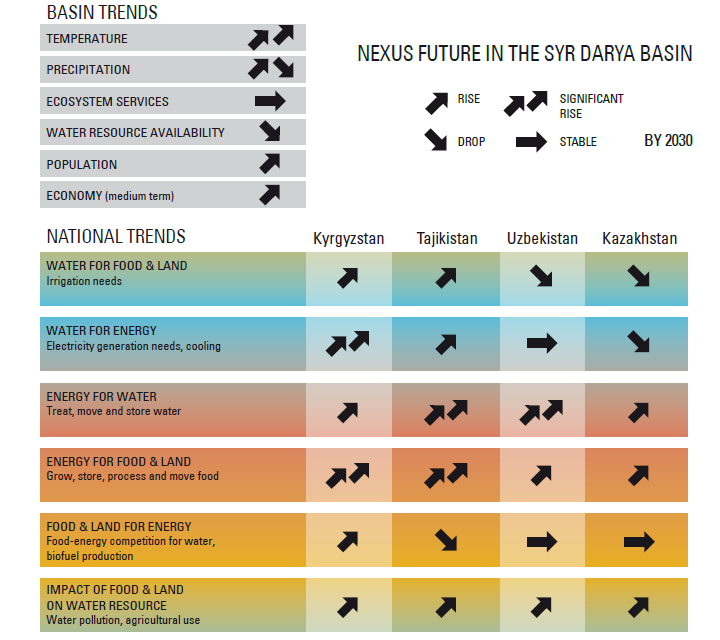 BASIN TRENDS
TEMPERATURE
PRECIPITATION
ECOSYSTEM SERVICES
WATER RESOURCE AVAILABILITY
POPULATION
ECONOMY (medium term)
NEXUS FUTURE IN THE SYR DARYA BASIN
RISE
SIGNIFICANT
RISE
DROP
STABLE
BY 2030
NATIONAL TRENDS
Kyrgyzstan
Tajikistan
Uzbekistan
Kazakhstan
WATER FOR FOOD & LAND
Irrigation needs
WATER FOR ENERGY
Electricity generation needs, cooling
ENERGY FOR WATER
Treat, move and store water
ENERGY FOR FOOD & LAND
Grow, store, process and move food
FOOD & LAND FOR ENERGY
Food-energy competition for water,
biofuel production
IMPACT OF FOOD & LAND
ON WATER RESOURCE
Water pollution, agricultural use